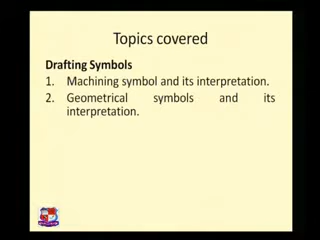 Topics covered
Drafting Symbols
1. Machining symbol and its interpretation.
2. Geometrical symbols and its
interpretation.